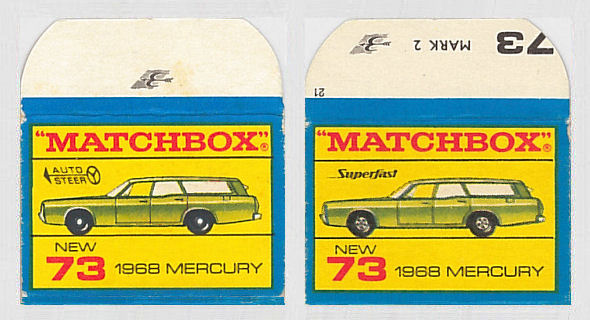 "MATCHBOX"®
AUTO
STEER
NEW
73 1968 MERCURY
73 MARK 2
21
"MATCHBOX"®
Superfast
NEW
73 1968 MERCURY